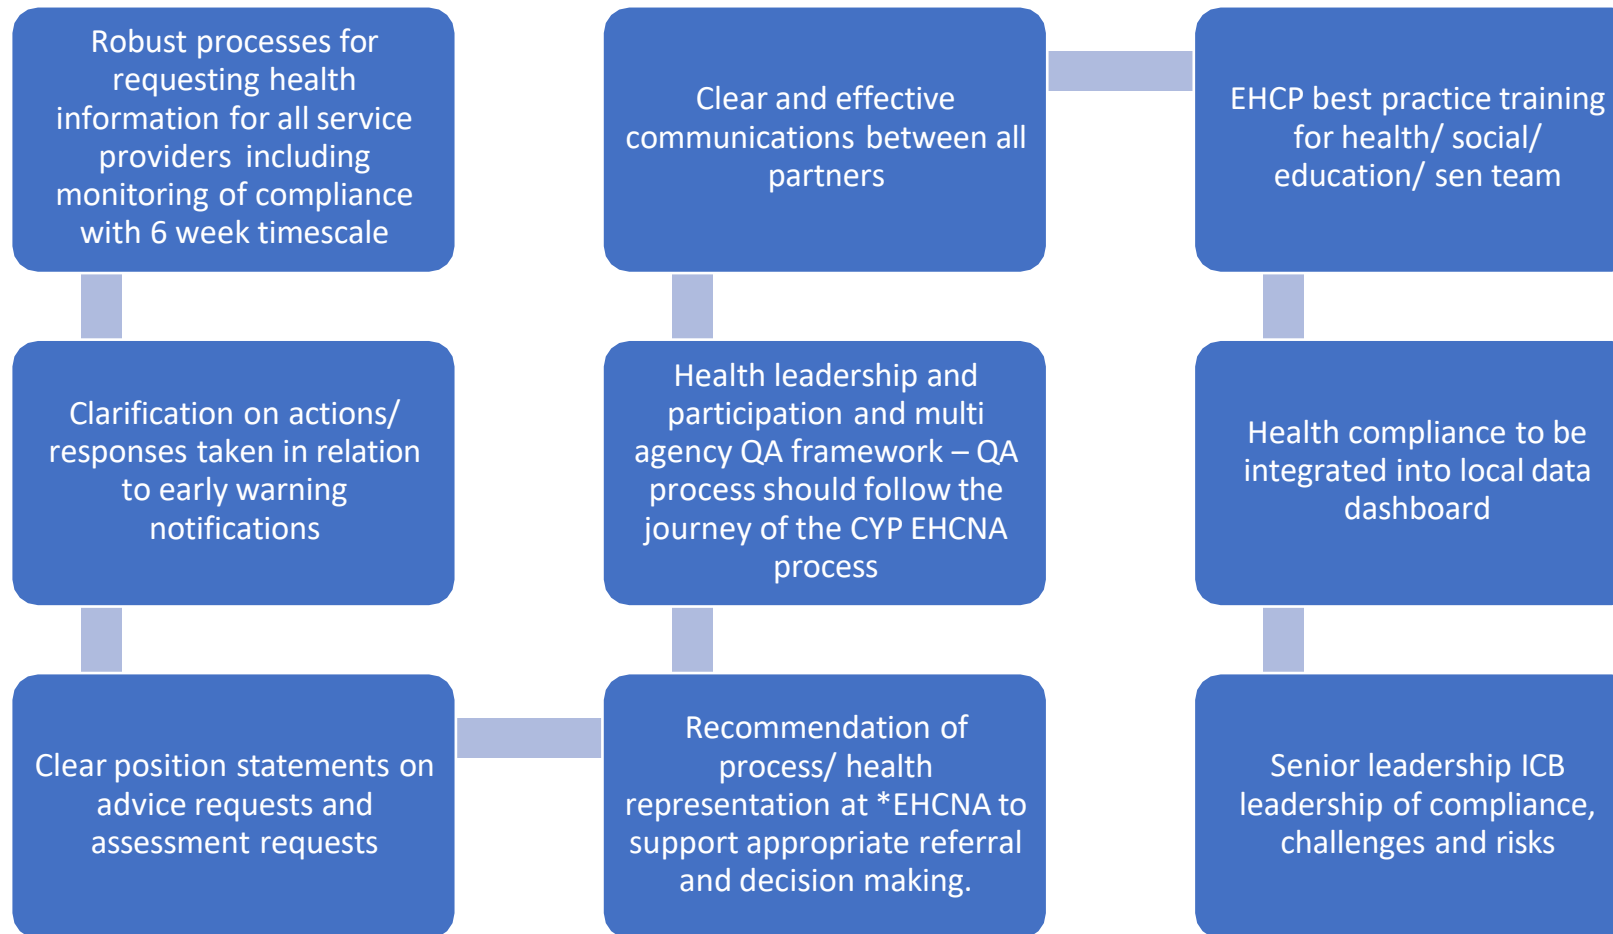 Robust processes for
requesting health
information for all service
providers including
monitoring of compliance
with 6 week timescale
Clarification on actions/
responses taken in relation
to early warning
notifications
Clear position statements on
advice requests and
assessment requests
Recommendation of
process/ health
representation at *EHCNA to
support appropriate referral
and decision making.
Health leadership and
participation and multi
agency QA framework – QA
process should follow the
journey of the CYP EHCNA
process
Clear and effective
communications between all
partners
EHCP best practice training
for health/ social/
education/ sen team
Health compliance to be
integrated into local data
dashboard
Senior leadership ICB
leadership of compliance,
challenges and risks